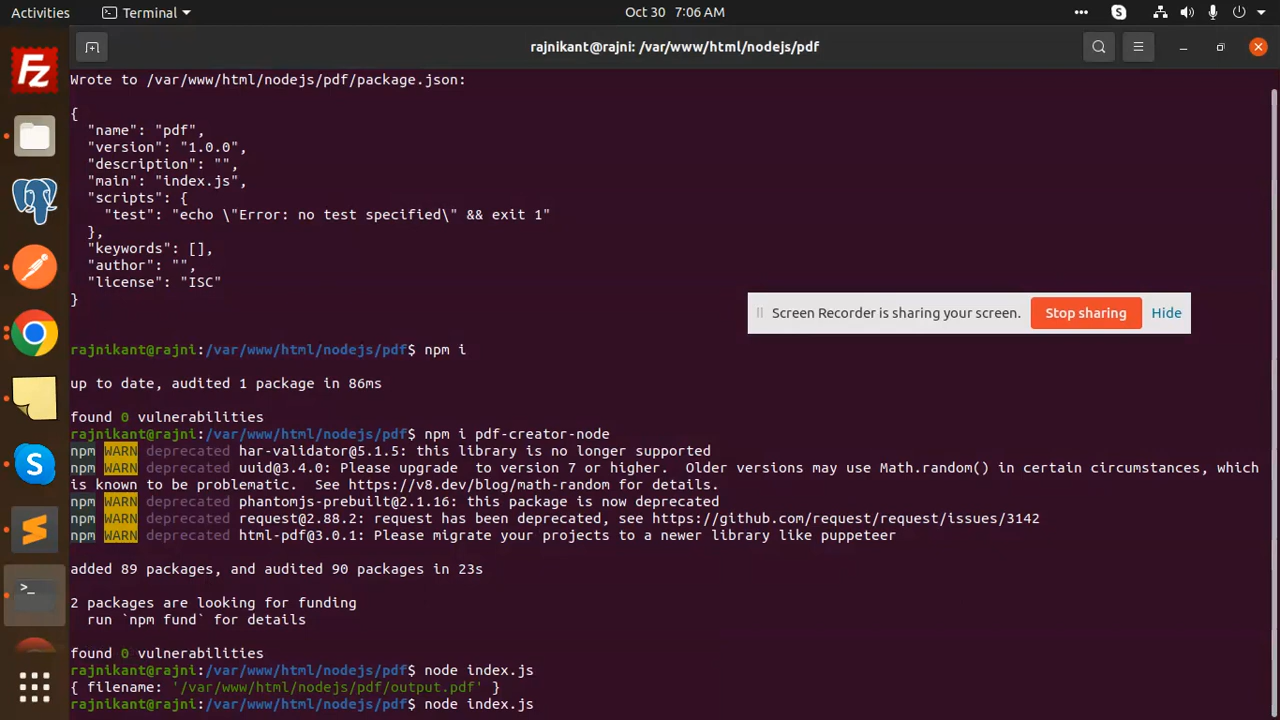 Activities
Terminal
Oct 30 7:06 AM
rajnikant@rajni: /var/www/html/nodejs/pdf
Wrote to /var/www/html/nodejs/pdf/package.json:
{
"name": "pdf",
"version": "1.0.0",
"description": "",
"main": "index.js",
"scripts": {
"test": "echo \"Error: no test specified\" && exit 1"
},
"keywords": [],
"author": "",
"license": "ISC"
}
Screen Recorder is sharing your screen.
Stop sharing
Hide
rajnikant@rajni:/var/www/html/nodejs/pdf$ npm i
up to date, audited 1 package in 86ms
found 0 vulnerabilities
rajnikant@rajni:/var/www/html/nodejs/pdf$ npm i pdf-creator-node
npm WARN deprecated har-validator@5.1.5: this library is no longer supported
npm WARN deprecated uuid@3.4.0: Please upgrade  to version 7 or higher.  Older versions may use Math.random() in certain circumstances, which
is known to be problematic.  See https://v8.dev/blog/math-random for details.
npm WARN deprecated phantomjs-prebuilt@2.1.16: this package is now deprecated
npm WARN deprecated request@2.88.2: request has been deprecated, see https://github.com/request/request/issues/3142
npm WARN deprecated html-pdf@3.0.1: Please migrate your projects to a newer library like puppeteer
added 89 packages, and audited 90 packages in 23s
2 packages are looking for funding
run `npm fund` for details
found 0 vulnerabilities
rajnikant@rajni:/var/www/html/nodejs/pdf$ node index.js
{ filename: '/var/www/html/nodejs/pdf/output.pdf' }
rajnikant@rajni:/var/www/html/nodejs/pdf$ node index.js